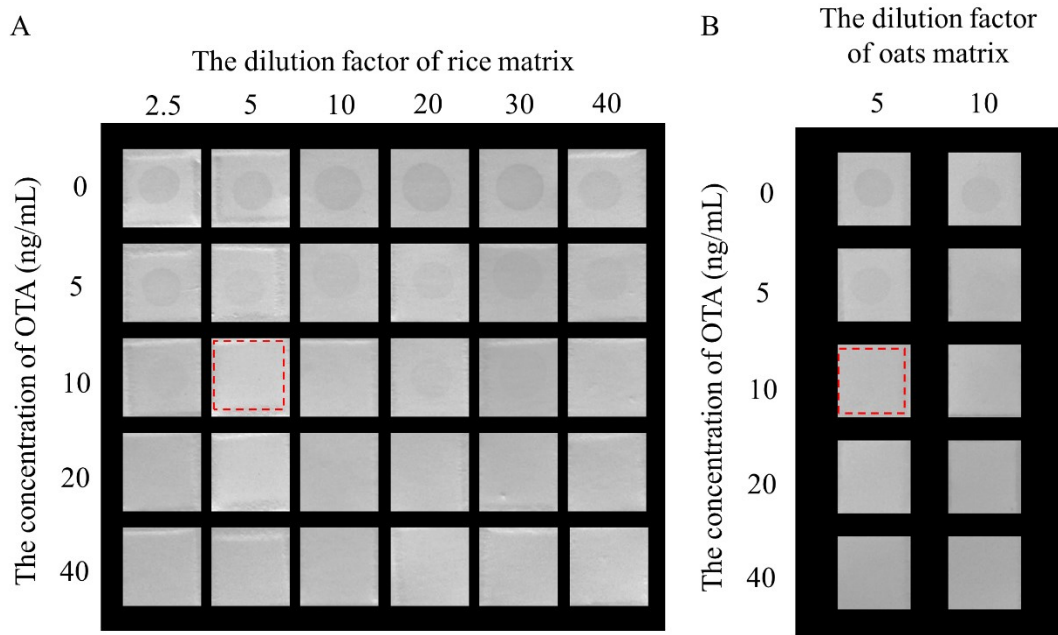 A
The dilution factor of rice matrix
2.5 5 10 20 30 40
The concentration of OTA (ng/mL)
0
5
10
20
40
B
The dilution factor
of oats matrix
5 10
The concentration of OTA (ng/mL)
0
5
10
20
40